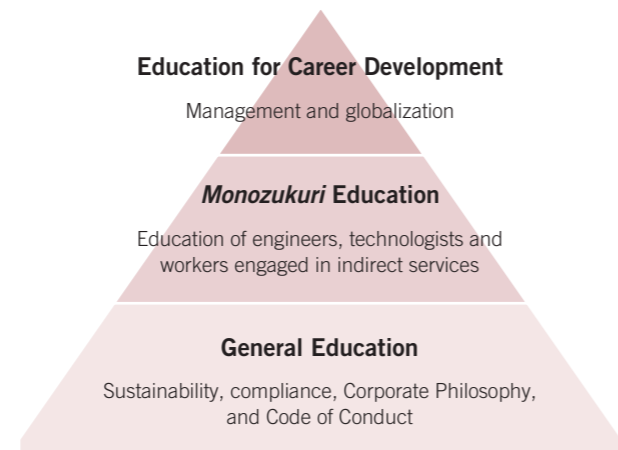 Education for Career Development
Management and globalization
Monozukuri Education
Education of engineers, technologists and
workers engaged in indirect services
General Education
Sustainability, compliance, Corporate Philosophy,
and Code of Conduct